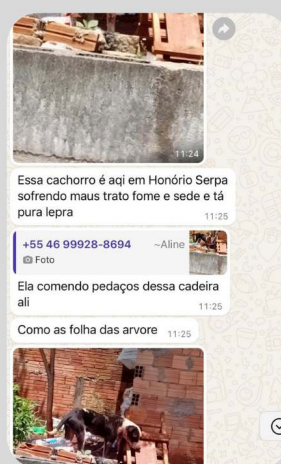 11:24
Essa cachorro é aqi em Honório Serpa
sofrendo maus trato fome e sede e tá
pura lepra
11:25
+55 46 99928-8694 ~Aline
Foto
Ela comendo pedaços dessa cadeira
ali
11:25
Como as folha das arvore 11:25